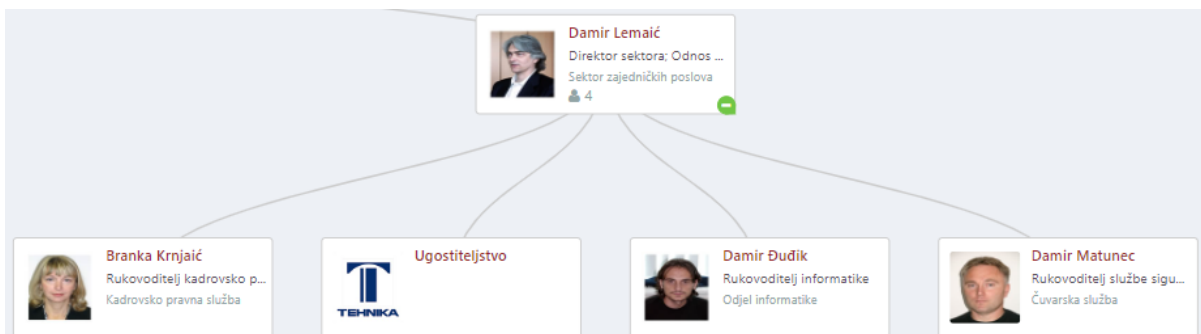 Damir Lemaić
Direktor sektora; Odnos ...
Sektor zajedničkih poslova
4
Branka Krnjaić
Rukovoditelj kadrovsko p...
Kadrovsko pravna služba
TEHNIKA
Ugostiteljstvo
Damir Đuđik
Rukovoditelj informatike
Odjel informatike
Damir Matunec
Rukovoditelj službe sigu...
Čuvarska služba